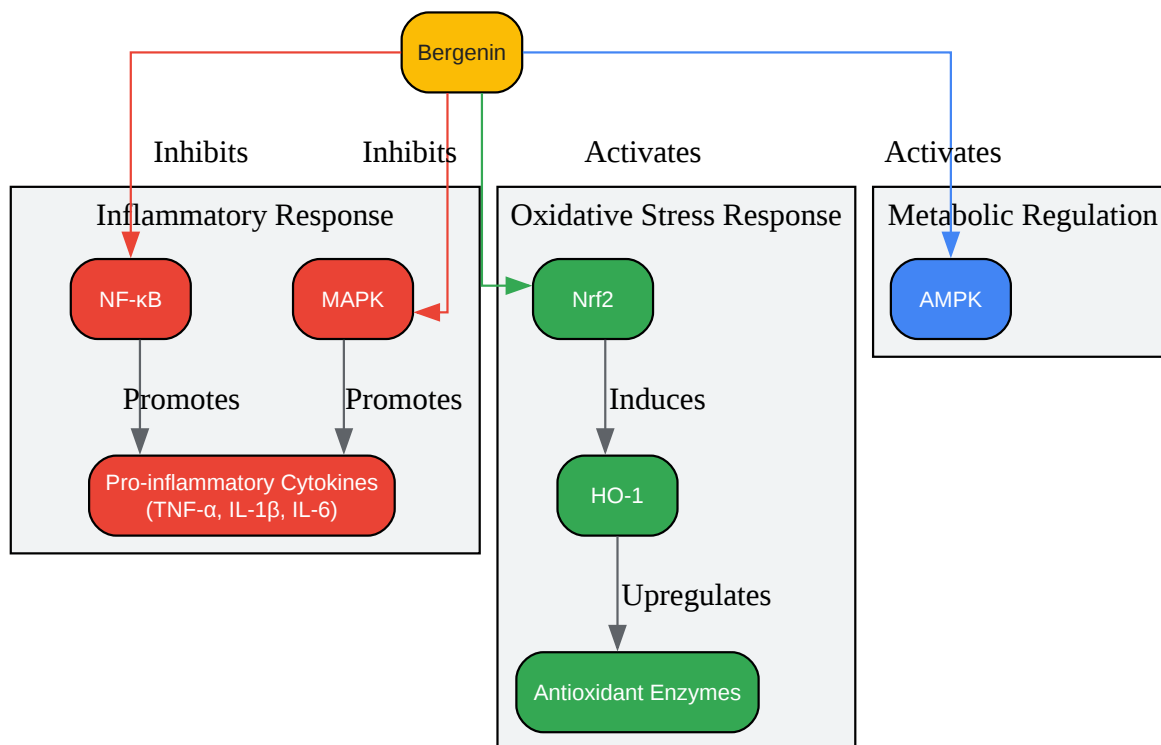 Bergenin
Inhibits
Inhibits
Activates
Activates
Inflammatory Response
Oxidative Stress Response
Metabolic Regulation
NF-κB
MAPK
Nrf2
AMPK
Promotes
Promotes
Induces
Pro-inflammatory Cytokines
(TNF-α, IL-1β, IL-6)
HO-1
Upregulates
Antioxidant Enzymes